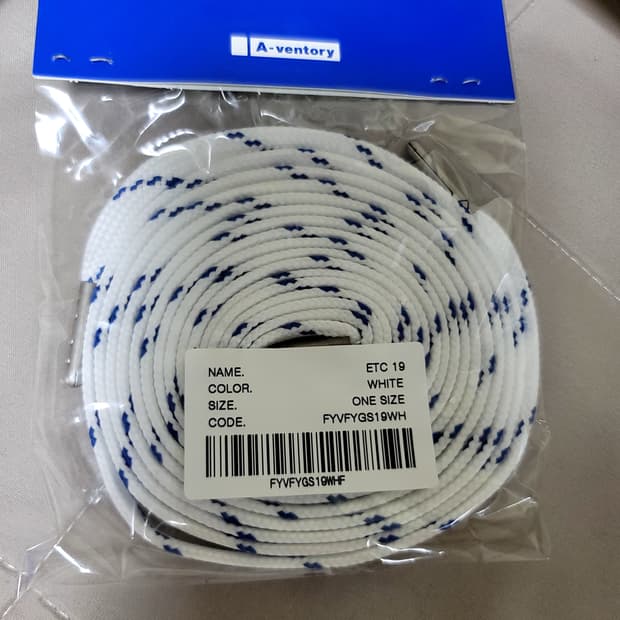 A-ventory
NAME. ETC 19
COLOR. WHITE
SIZE. ONE SIZE
CODE. FYVFYGS19WH
FYVFYGS19WHF